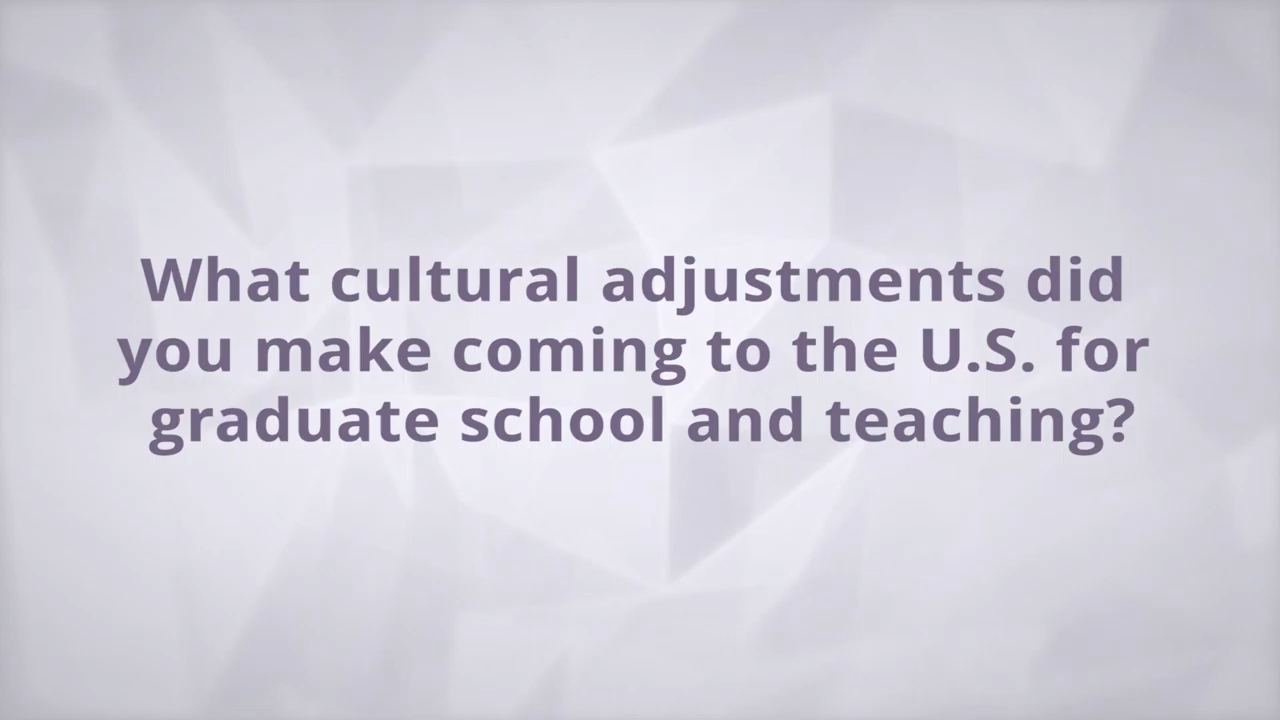 What cultural adjustments did
you make coming to the U.S. for
graduate school and teaching?